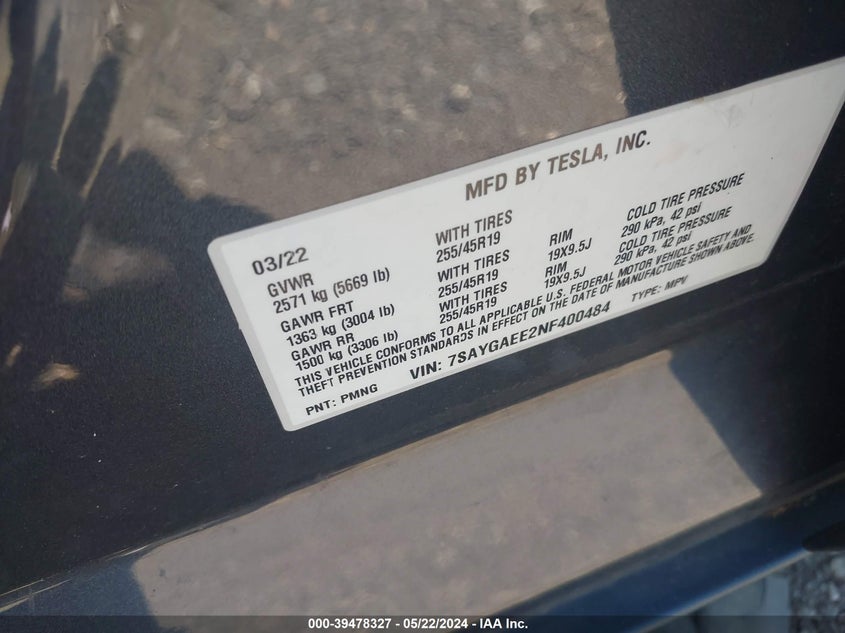 MFD BY TESLA, INC.
03/22
GVWR WITH TIRES RIM COLD TIRE PRESSURE
2571 kg (5669 lb) 255/45R19 19X9.5J 290 kPa, 42 psi
GAWR FRT WITH TIRES RIM COLD TIRE PRESSURE
1363 kg (3004 lb) 255/45R19 19X9.5J 290 kPa, 42 psi
GAWR RR WITH TIRES
1500 kg (3306 lb) 255/45R19
THIS VEHICLE CONFORMS TO ALL APPLICABLE U.S. FEDERAL MOTOR VEHICLE SAFETY AND
THEFT PREVENTION STANDARDS IN EFFECT ON THE DATE OF MANUFACTURE SHOWN ABOVE.
PNT: PMNG VIN: 7SAYGAEE2NF400484 TYPE: MPV
000-39478327 - 05/22/2024 - IAA Inc.